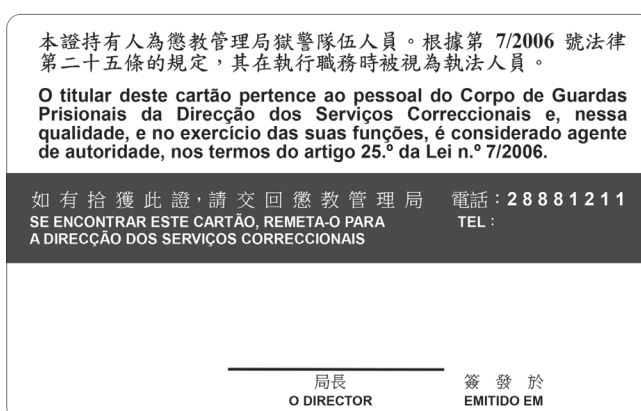 本證持有人為懲教管理局獄警隊伍人員。根據第 7/2006 號法律
第二十五條的規定，其在執行職務時被視為執法人員。
O titular deste cartão pertence ao pessoal do Corpo de Guardas
Prisionais da Direcção dos Serviços Correccionais e, nessa
qualidade, e no exercício das suas funções, é considerado agente
de autoridade, nos termos do artigo 25.º da Lei n.º 7/2006.
如有拾獲此證，請交回懲教管理局 電話：28881211
SE ENCONTRAR ESTE CARTÃO, REMETA-O PARA TEL：
A DIRECÇÃO DOS SERVIÇOS CORRECCIONAIS
局長 簽發於
O DIRECTOR EMITIDO EM